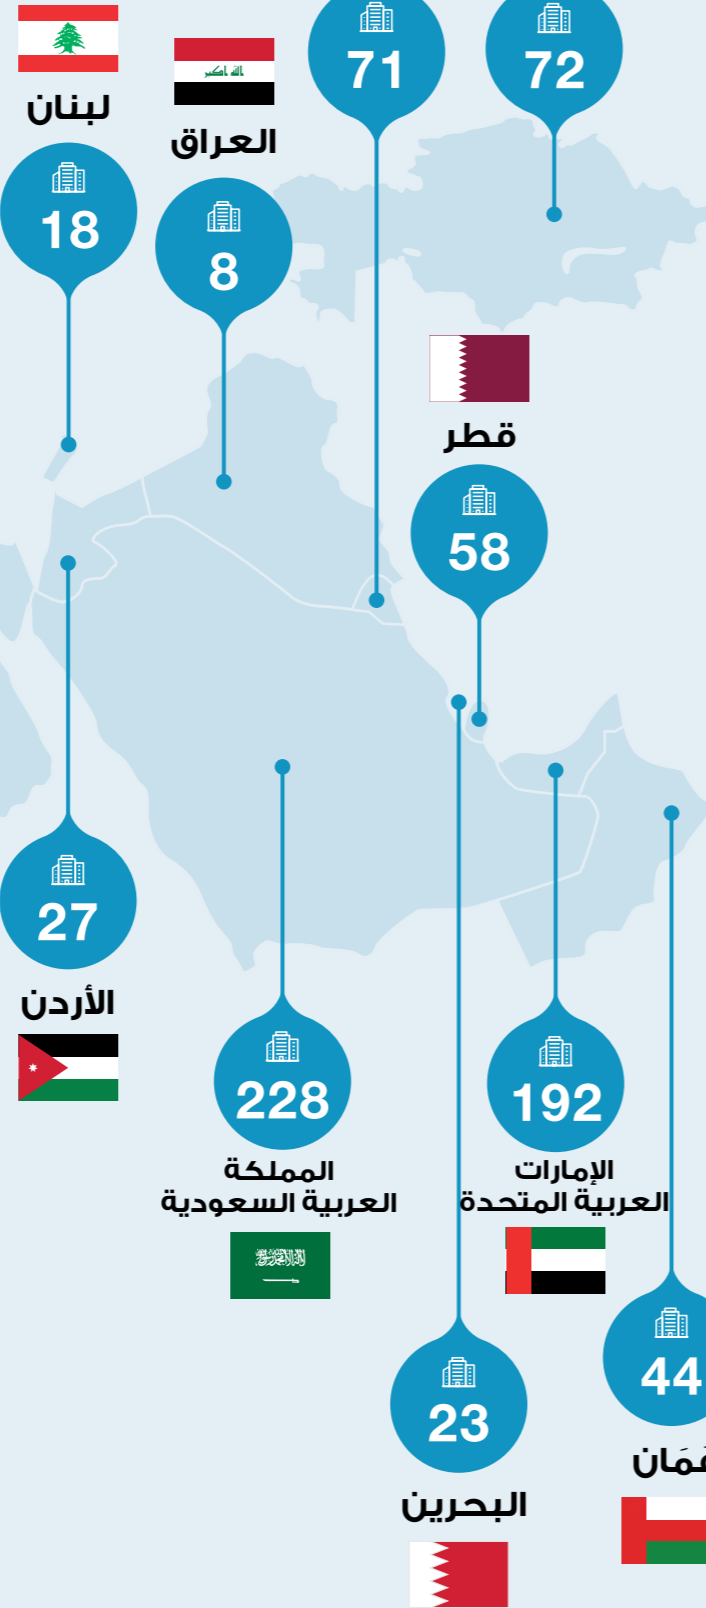 71
72
لبنان
18
العراق
8
قطر
58
27
الأردن
228
المملكة
العربية السعودية
192
الإمارات
العربية المتحدة
44
23
البحرين